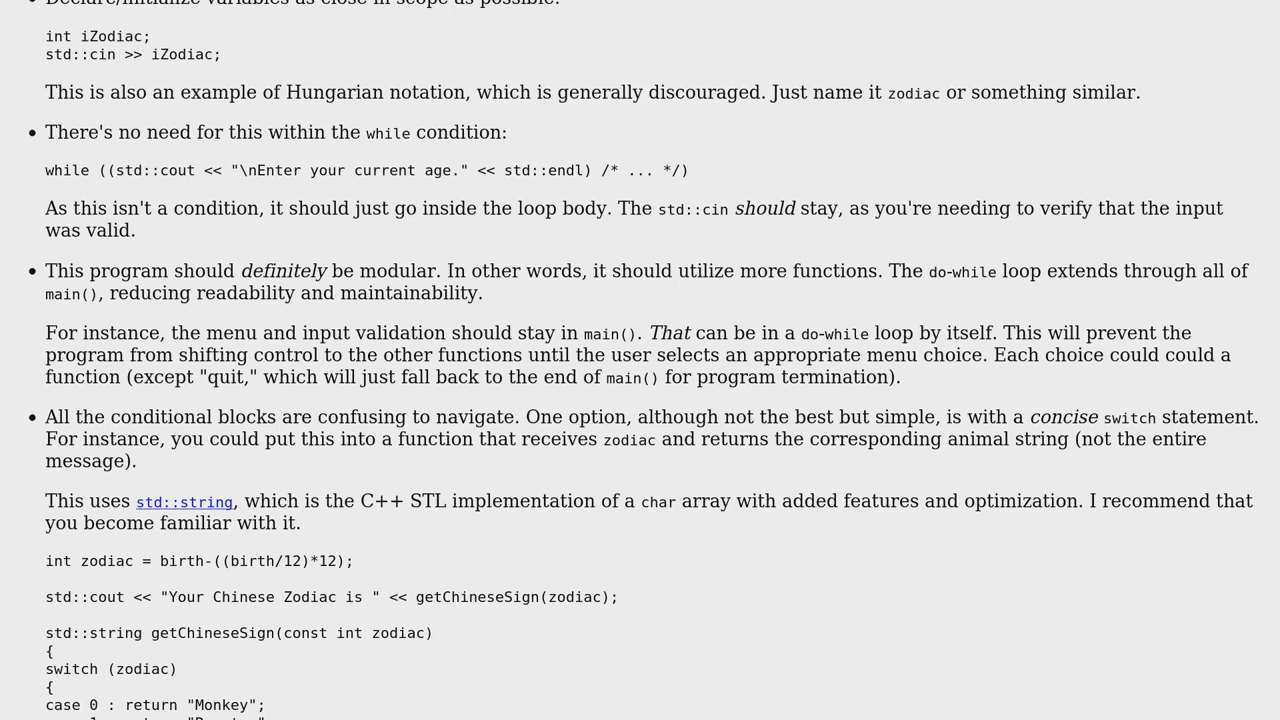 Declare/initialize variables as close in scope as possible.
int iZodiac;
std::cin >> iZodiac;
This is also an example of Hungarian notation, which is generally discouraged. Just name it zodiac or something similar.
There's no need for this within the while condition:
while ((std::cout << "\nEnter your current age." << std::endl) /* ... */)
As this isn't a condition, it should just go inside the loop body. The std::cin should stay, as you're needing to verify that the input
was valid.
This program should definitely be modular. In other words, it should utilize more functions. The do-while loop extends through all of
main(), reducing readability and maintainability.
For instance, the menu and input validation should stay in main(). That can be in a do-while loop by itself. This will prevent the
program from shifting control to the other functions until the user selects an appropriate menu choice. Each choice could could a
function (except "quit," which will just fall back to the end of main() for program termination).
All the conditional blocks are confusing to navigate. One option, although not the best but simple, is with a concise switch statement.
For instance, you could put this into a function that receives zodiac and returns the corresponding animal string (not the entire
message).
This uses std::string, which is the C++ STL implementation of a char array with added features and optimization. I recommend that
you become familiar with it.
int zodiac = birth-((birth/12)*12);
std::cout << "Your Chinese Zodiac is " << getChineseSign(zodiac);
std::string getChineseSign(const int zodiac)
{
switch (zodiac)
{
case 0 : return "Monkey";